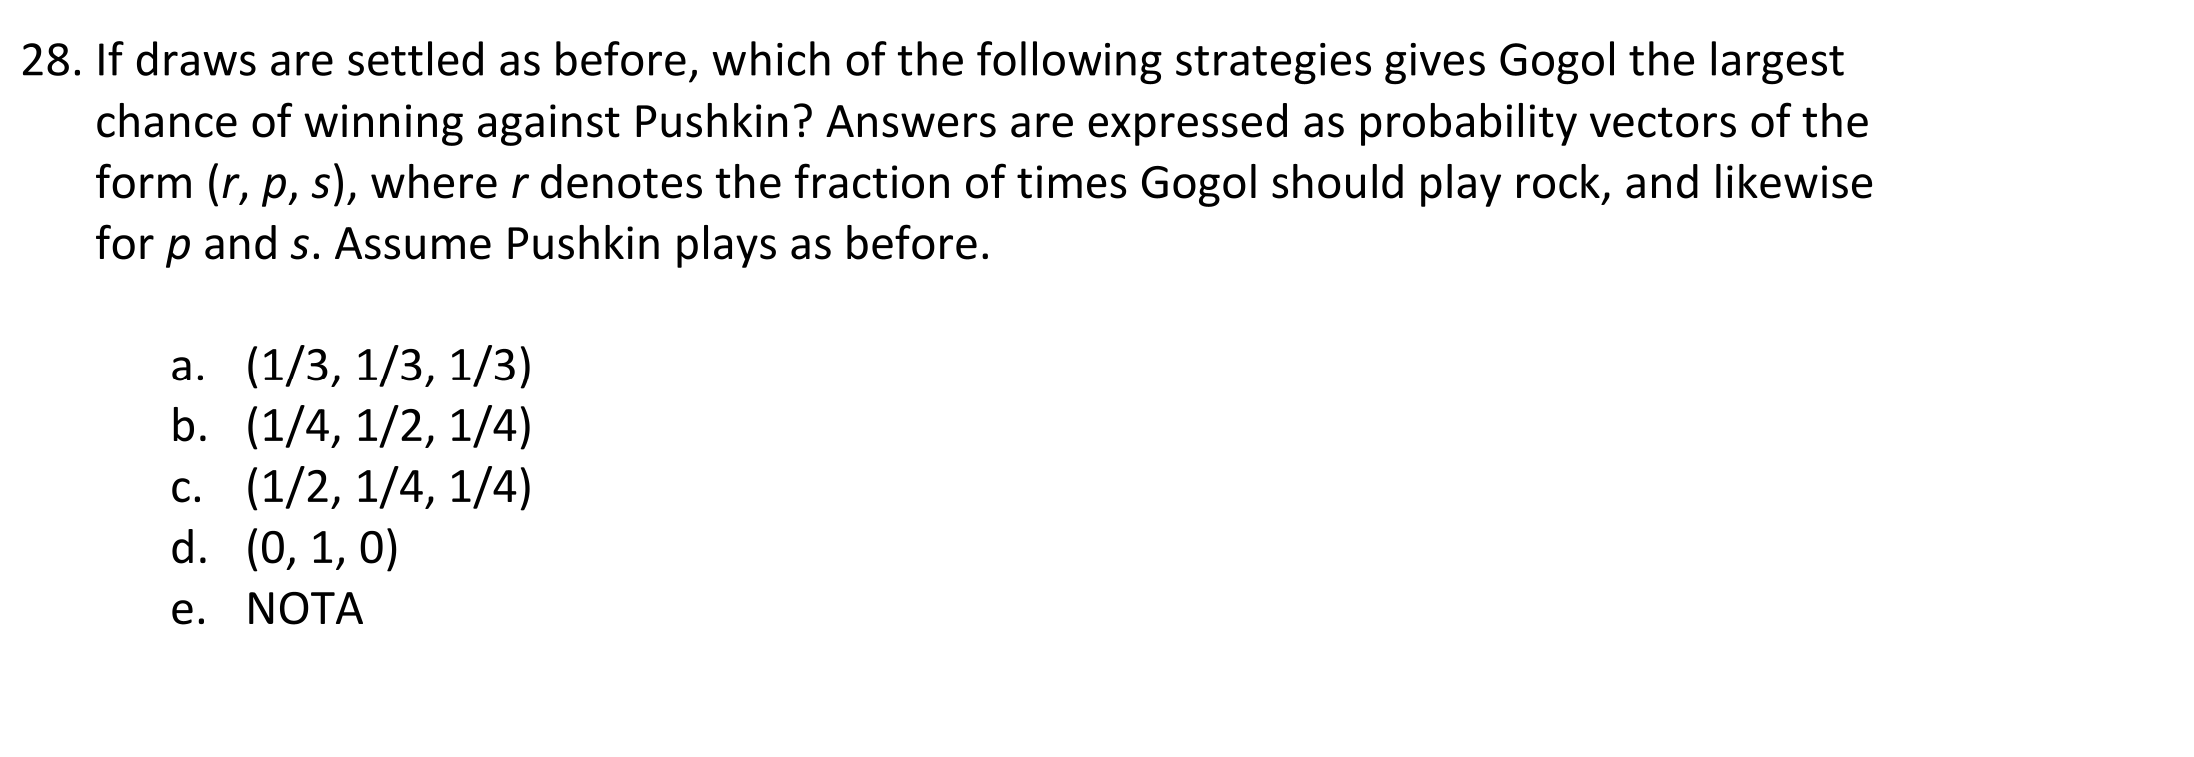 28. If draws are settled as before, which of the following strategies gives Gogol the largest
chance of winning against Pushkin? Answers are expressed as probability vectors of the
form (r, p, s), where r denotes the fraction of times Gogol should play rock, and likewise
for p and s. Assume Pushkin plays as before.
a. (1/3, 1/3, 1/3)
b. (1/4, 1/2, 1/4)
c. (1/2, 1/4, 1/4)
d. (0, 1, 0)
e. NOTA